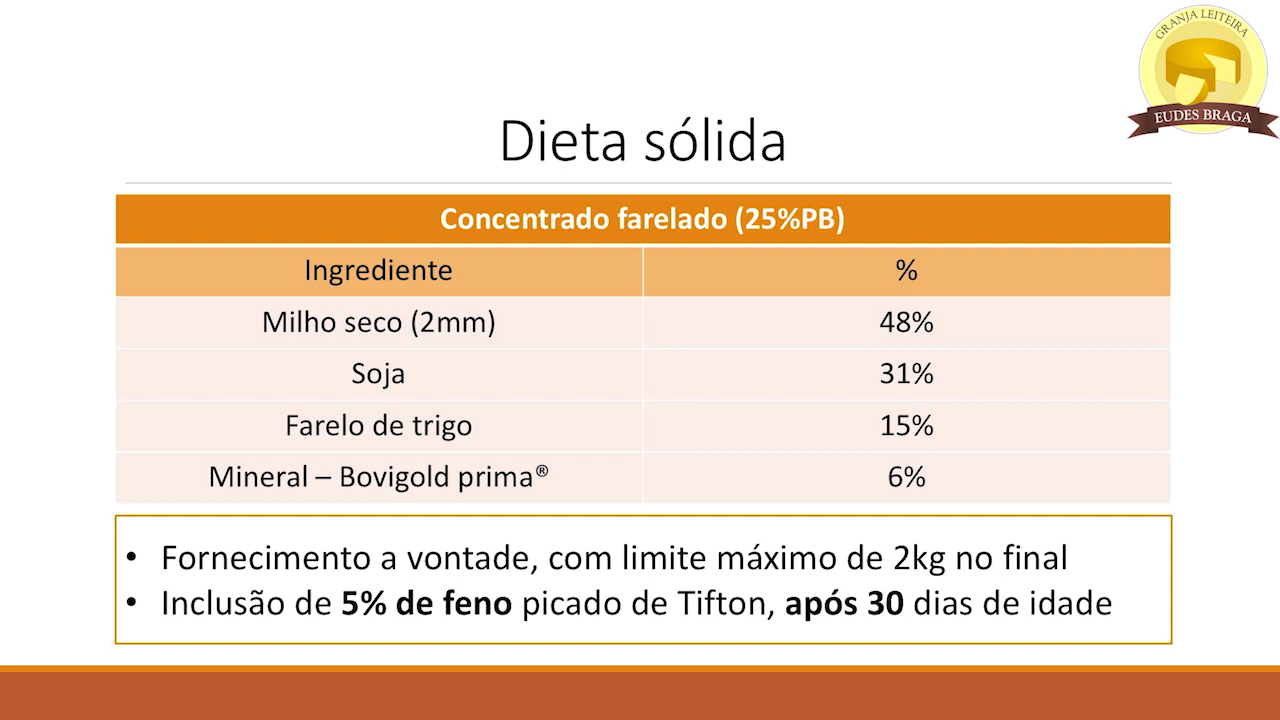 GRANJA LEITEIRA
EUDES BRAGA
Dieta sólida
Concentrado farelado (25%PB)
Ingrediente %
Milho seco (2mm) 48%
Soja 31%
Farelo de trigo 15%
Mineral – Bovigold prima® 6%
• Fornecimento a vontade, com limite máximo de 2kg no final
• Inclusão de 5% de feno picado de Tifton, após 30 dias de idade